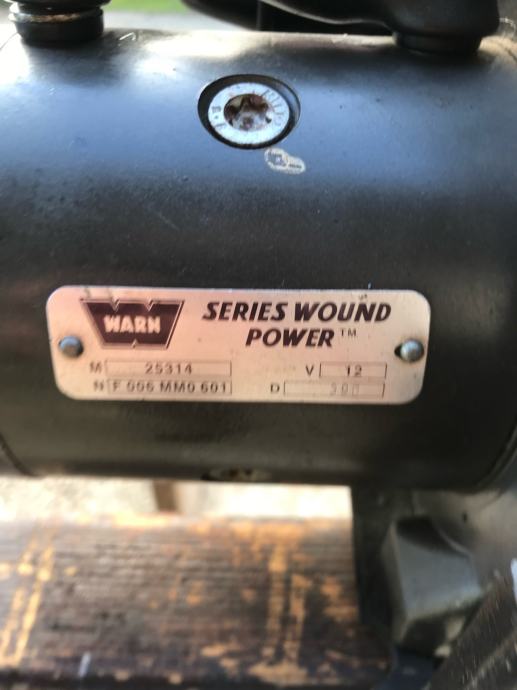 WARN
SERIES WOUND
POWER™
M 25314
V 12
N F 006 MM0 601
D